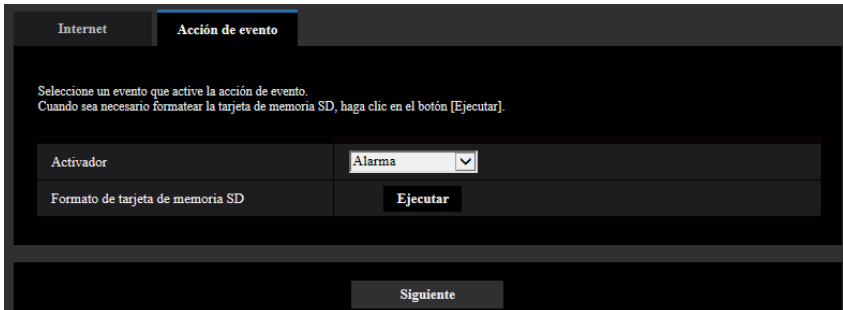 Internet
Acción de evento
Seleccione un evento que active la acción de evento.
Cuando sea necesario formatear la tarjeta de memoria SD, haga clic en el botón [Ejecutar].
Activador
Alarma
Formato de tarjeta de memoria SD
Ejecutar
Siguiente